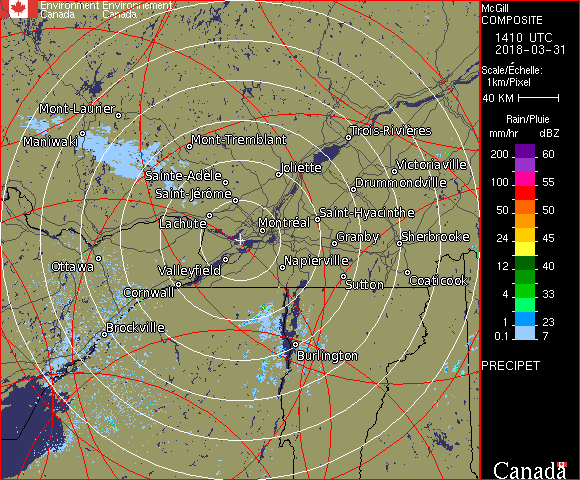 Environment Environnement
Canada Canada
McGill
COMPOSITE
1410 UTC
2018-03-31
Scale/Échelle:
1km/Pixel
40 KM
Rain/Pluie
mm/hr dBZ
200 60
100 55
50 50
24 45
12 40
4 33
1 23
0.1 7
PRECIPET
Canada
Mont-Laurier
Maniwaki
Mont-Tremblant
Trois-Rivières
Sainte-Adèle
Joliette
Victoriaville
Saint-Jérôme
Drummondville
Lachute
Montréal
Saint-Hyacinthe
Granby
Sherbrooke
Ottawa
Valleyfield
Napierville
Cornwall
Sutton
Coaticook
Brockville
Burlington